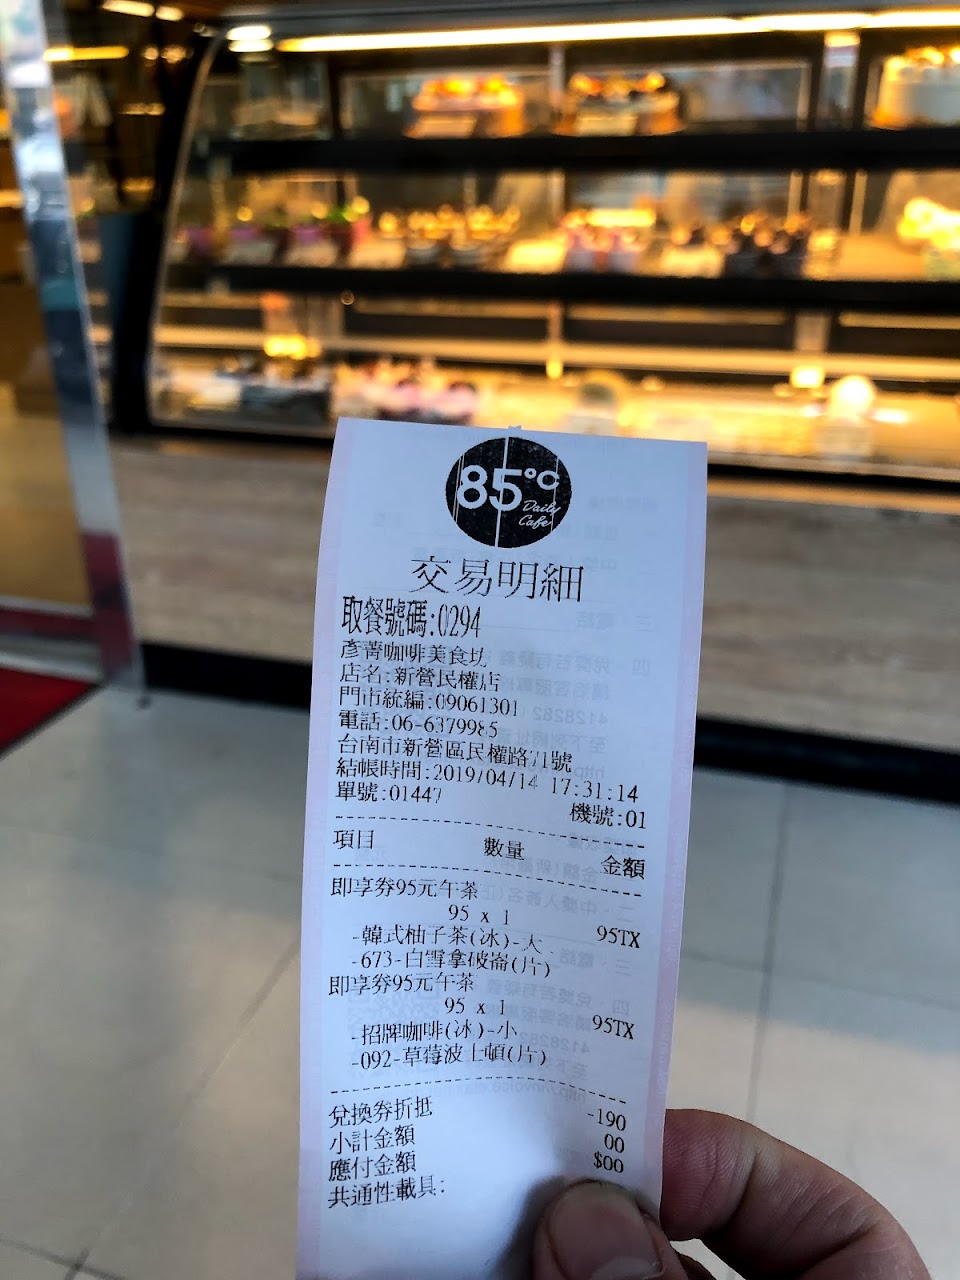 85°C
Daily
Cafe
交易明細
取餐號碼:0294
彥菁咖啡美食坊
店名:新營民權店
門市統編:09061301
電話:06-6379985
台南市新營區民權路71號
結帳時間:2019/04/14 17:31:14
單號:01447 機號:01
項目 數量 金額
即享券95元午茶
95 x 1 95TX
-韓式柚子茶(冰)-大
-673-白雪拿破崙(片)
即享券95元午茶
95 x 1 95TX
-招牌咖啡(冰)-小
-092-草莓波士頓(片)
兌換券折抵 -190
小計金額 00
應付金額 $00
共通性載具: